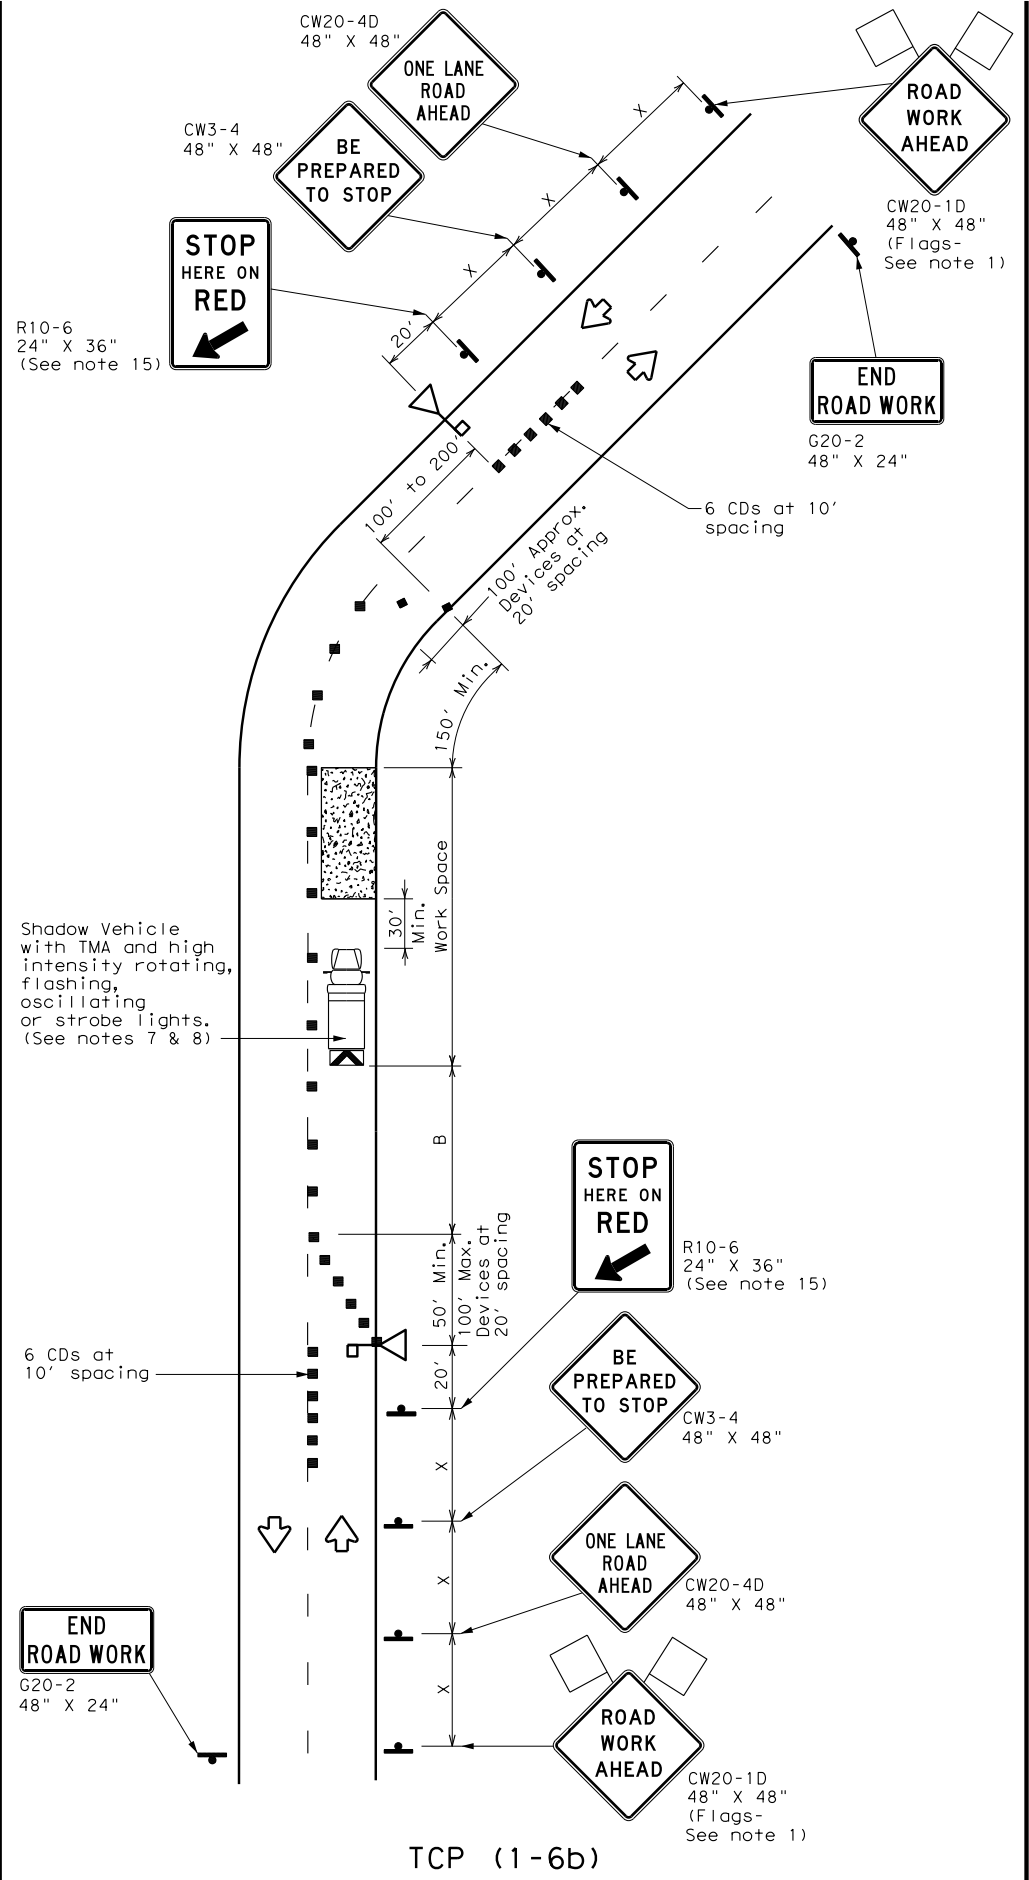 CW20-4D
48" X 48"
ONE LANE
ROAD
AHEAD
CW3-4
48" X 48"
BE
PREPARED
TO STOP
X
X
X
20'
ROAD
WORK
AHEAD
CW20-1D
48" X 48"
(Flags-
See note 1)
STOP
HERE ON
RED
R10-6
24" X 36"
(See note 15)
END
ROAD WORK
G20-2
48" X 24"
100' to 200'
6 CDs at 10'
spacing
100' Approx.
Devices at
20' spacing
150' Min.
Work Space
30'
Min.
Shadow Vehicle
with TMA and high
intensity rotating,
flashing,
oscillating
or strobe lights.
(See notes 7 & 8)
B
50' Min.
100' Max.
Devices at
20' spacing
STOP
HERE ON
RED
R10-6
24" X 36"
(See note 15)
6 CDs at
10' spacing
20'
BE
PREPARED
TO STOP
CW3-4
48" X 48"
X
X
X
ONE LANE
ROAD
AHEAD
CW20-4D
48" X 48"
END
ROAD WORK
G20-2
48" X 24"
ROAD
WORK
AHEAD
CW20-1D
48" X 48"
(Flags-
See note 1)
TCP (1-6b)